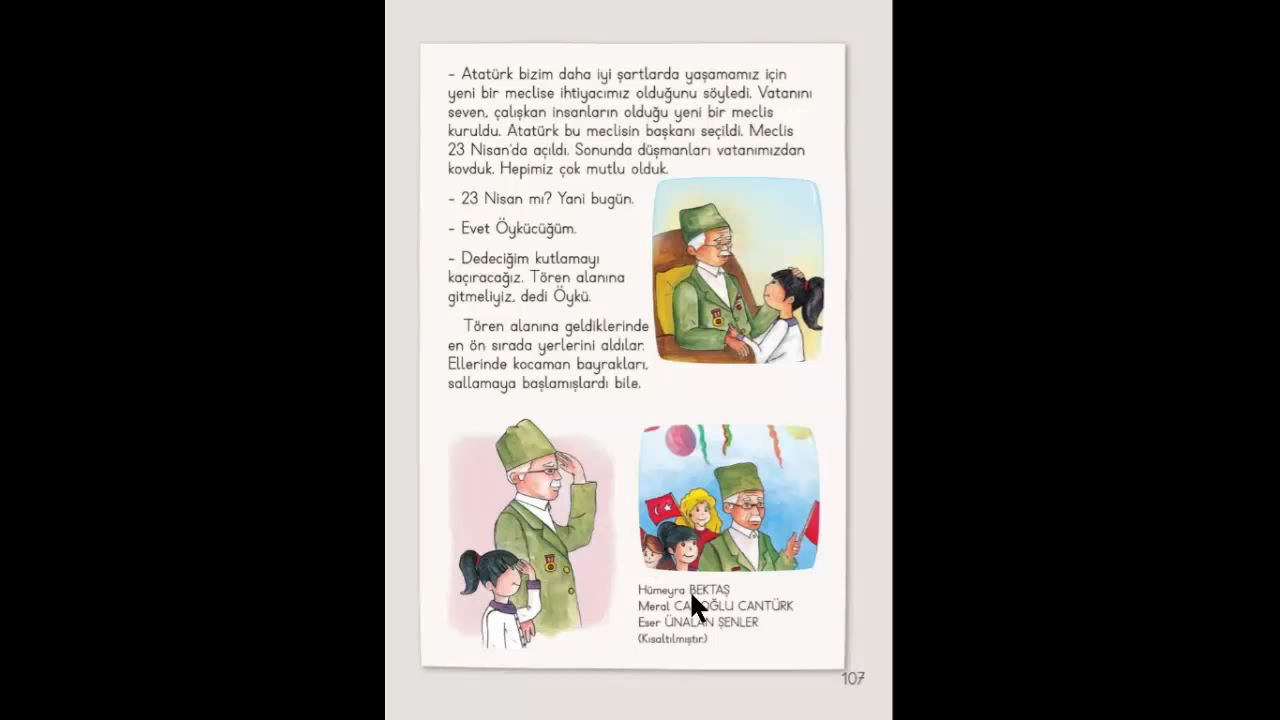 - Atatürk bizim daha iyi şartlarda yaşamamız için
yeni bir meclise ihtiyacımız olduğunu söyledi. Vatanını
seven, çalışkan insanların olduğu yeni bir meclis
kuruldu. Atatürk bu meclisin başkanı seçildi. Meclis
23 Nisan'da açıldı. Sonunda düşmanları vatanımızdan
kovduk. Hepimiz çok mutlu olduk.
- 23 Nisan mı? Yani bugün.
- Evet Öykücüğüm.
- Dedeciğim kutlamayı
kaçıracağız. Tören alanına
gitmeliyiz, dedi Öykü.
Tören alanına geldiklerinde
en ön sırada yerlerini aldılar.
Ellerinde kocaman bayrakları,
sallamaya başlamışlardı bile.
Hümeyra BEKTAŞ
Meral CANTÜRK
Eser ÜNALAN ŞENLER
(Kısaltılmıştır.)
107